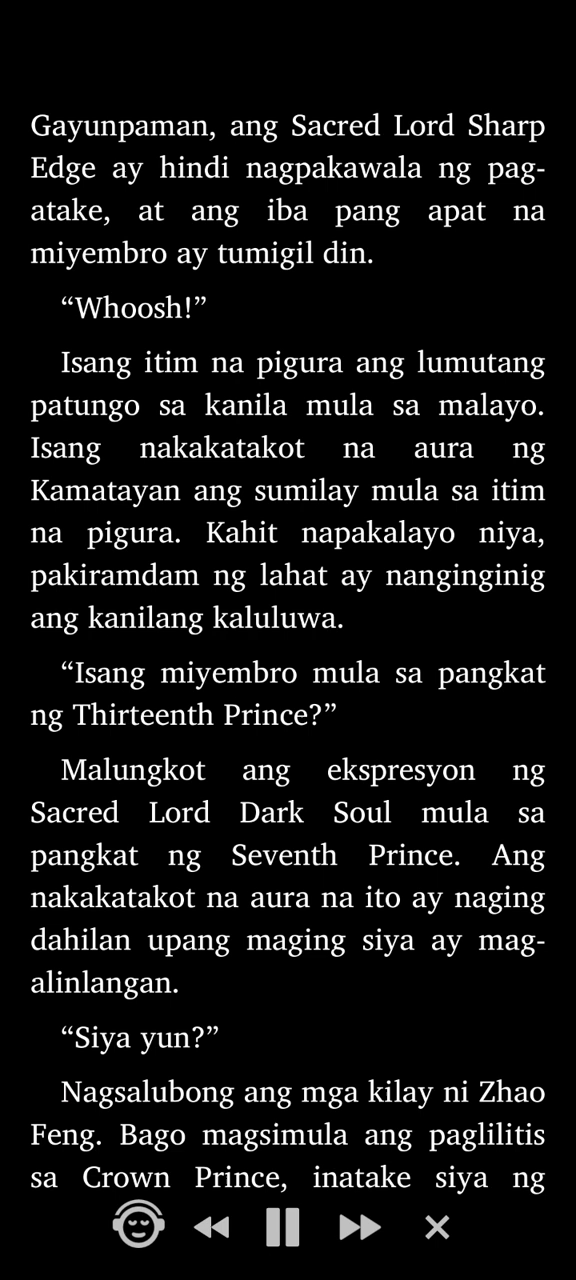 Gayunpaman, ang Sacred Lord Sharp
Edge ay hindi nagpakawala ng pag-
atake, at ang iba pang apat na
miyembro ay tumigil din.
“Whoosh!”
Isang itim na pigura ang lumutang
patungo sa kanila mula sa malayo.
Isang nakakatakot na aura ng
Kamatayan ang sumilay mula sa itim
na pigura. Kahit napakalayo niya,
pakiramdam ng lahat ay nanginginig
ang kanilang kaluluwa.
“Isang miyembro mula sa pangkat
ng Thirteenth Prince?”
Malungkot ang ekspresyon ng
Sacred Lord Dark Soul mula sa
pangkat ng Seventh Prince. Ang
nakakatakot na aura na ito ay naging
dahilan upang maging siya ay mag-
alinlangan.
“Siya yun?”
Nagsalubong ang mga kilay ni Zhao
Feng. Bago magsimula ang paglilitis
sa Crown Prince, inatake siya ng